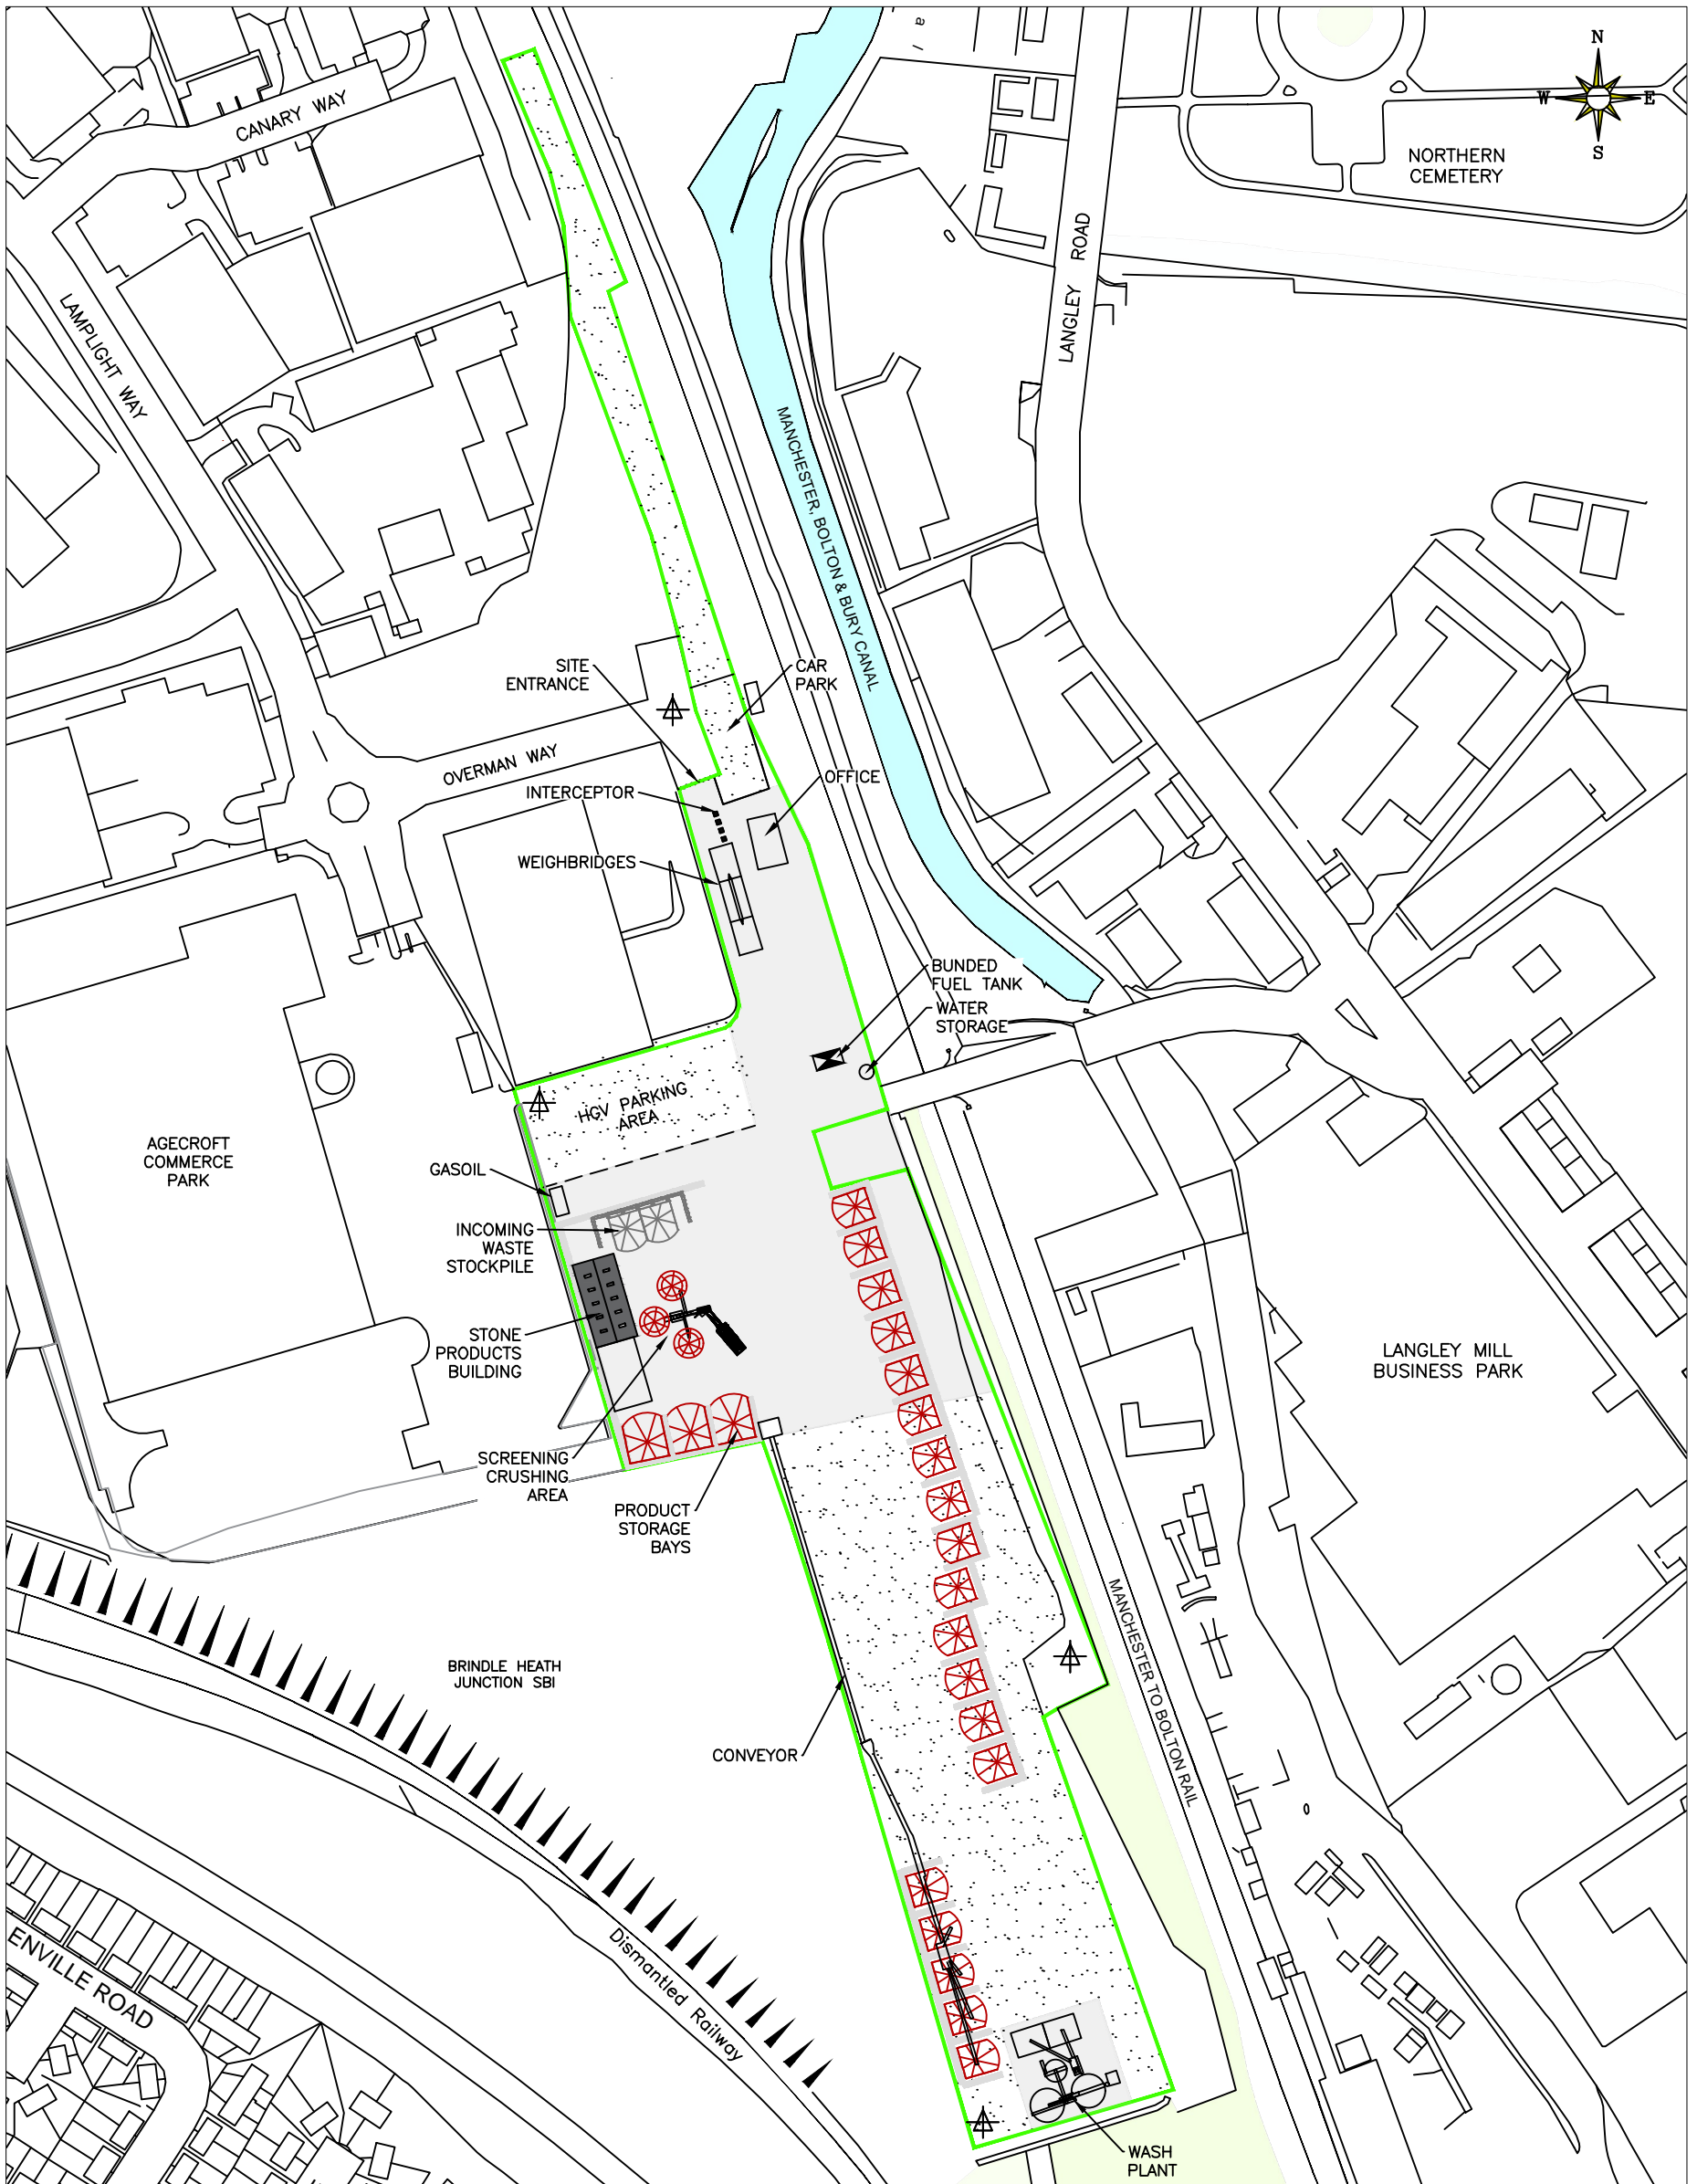 a
l
N
W
E
S
CANARY WAY
NORTHERN
CEMETERY
LANGLEY ROAD
LAMPLIGHT WAY
MANCHESTER, BOLTON & BURY CANAL
SITE
ENTRANCE
CAR
PARK
OVERMAN WAY
OFFICE
INTERCEPTOR
WEIGHBRIDGES
BUNDED
FUEL TANK
WATER
STORAGE
HGV PARKING
AREA
AGECROFT
COMMERCE
PARK
GASOIL
INCOMING
WASTE
STOCKPILE
STONE
PRODUCTS
BUILDING
LANGLEY MILL
BUSINESS PARK
SCREENING
CRUSHING
AREA
PRODUCT
STORAGE
BAYS
MANCHESTER TO BOLTON RAIL
BRINDLE HEATH
JUNCTION SBI
CONVEYOR
ENVILLE ROAD
Dismantled Railway
WASH
PLANT